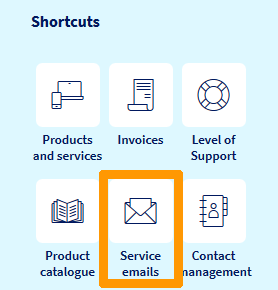 Shortcuts
Products
and services
Invoices
Level of
Support
Product
catalogue
Service
emails
Contact
management